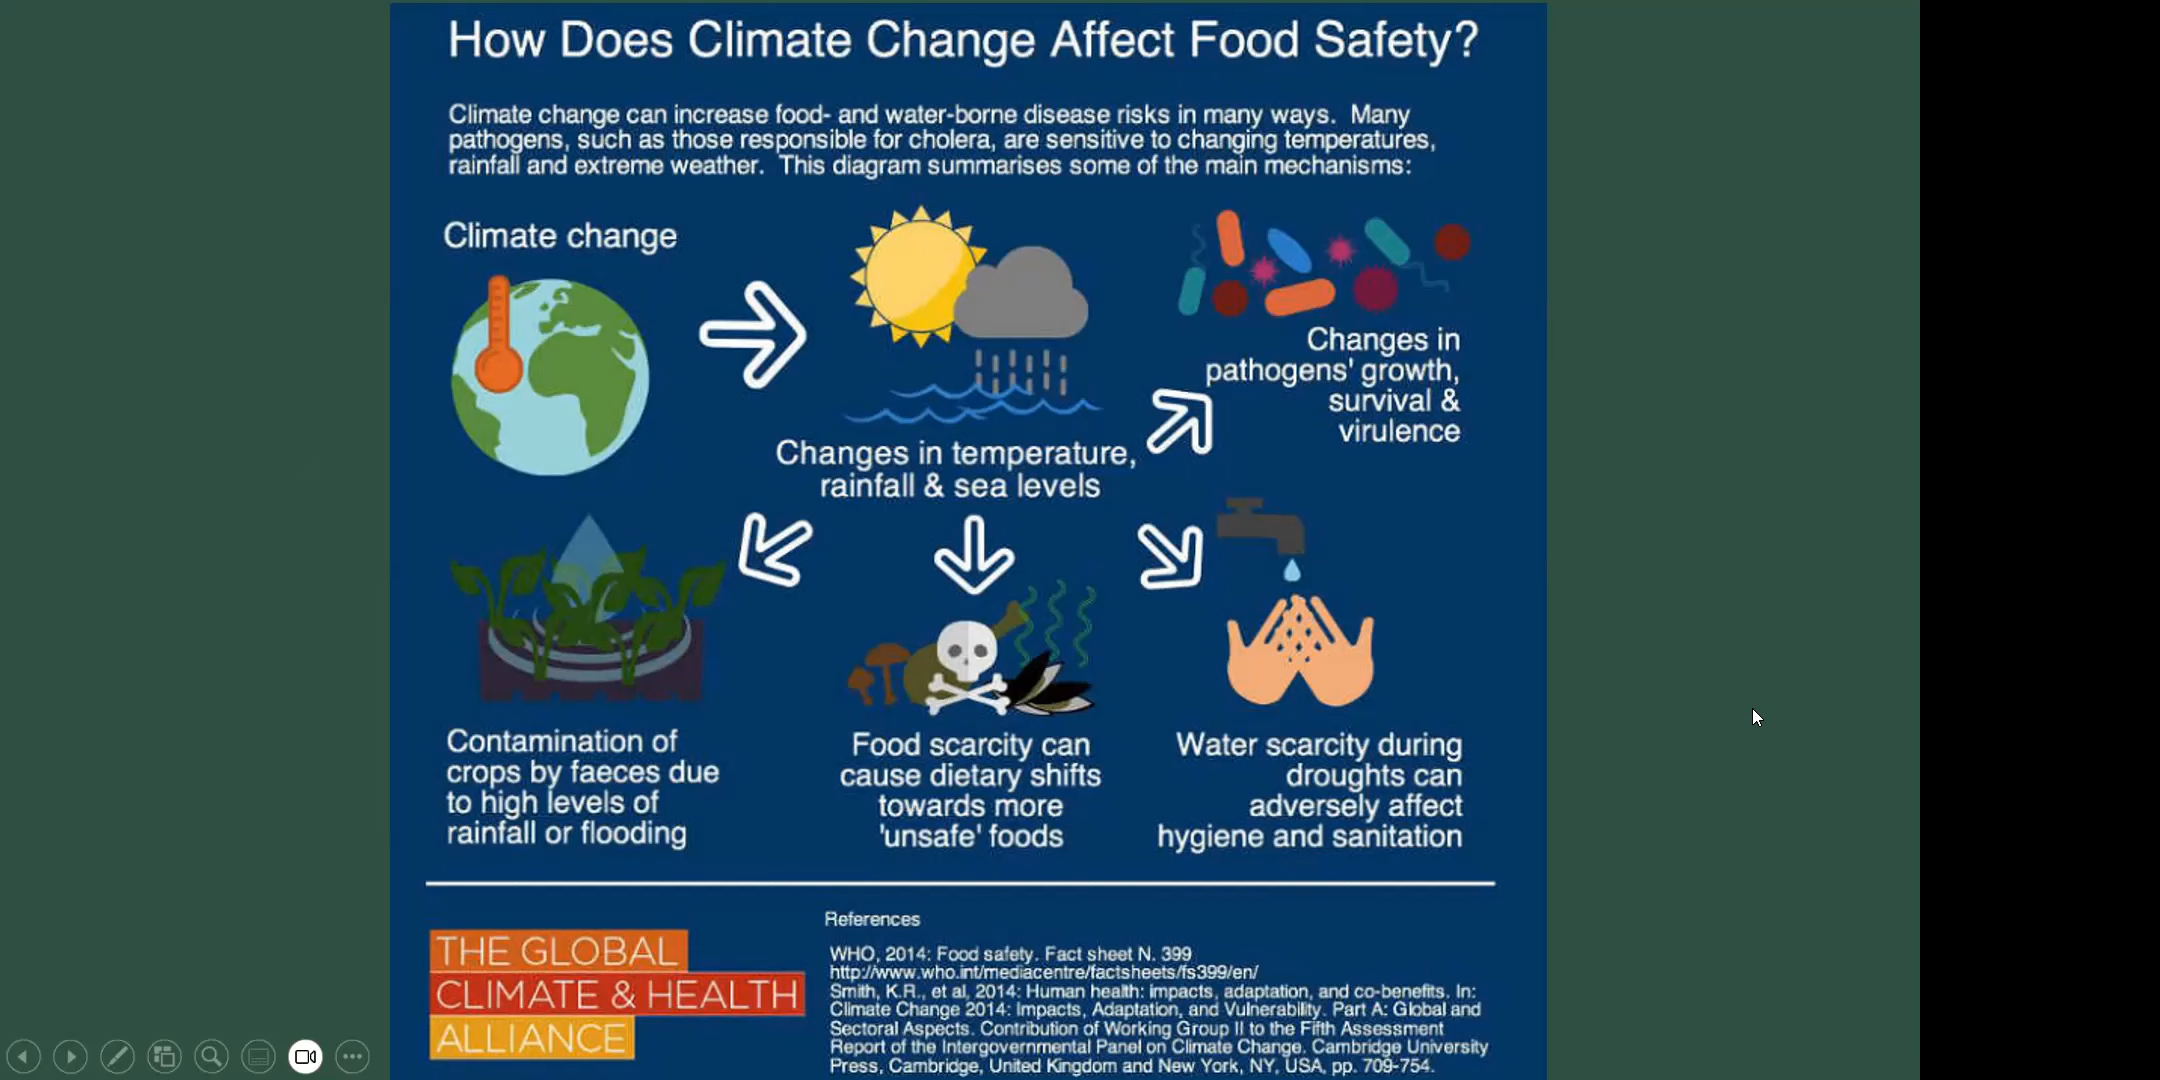 How Does Climate Change Affect Food Safety?
Climate change can increase food- and water-borne disease risks in many ways.  Many
pathogens, such as those responsible for cholera, are sensitive to changing temperatures,
rainfall and extreme weather.  This diagram summarises some of the main mechanisms:
Climate change
Changes in
pathogens' growth,
survival &
virulence
Changes in temperature,
rainfall & sea levels
Contamination of
crops by faeces due
to high levels of
rainfall or flooding
Food scarcity can
cause dietary shifts
towards more
'unsafe' foods
Water scarcity during
droughts can
adversely affect
hygiene and sanitation
THE GLOBAL
CLIMATE & HEALTH
ALLIANCE
References
WHO, 2014: Food safety. Fact sheet N. 399
http://www.who.int/mediacentre/factsheets/fs399/en/
Smith, K.R., et al, 2014: Human health: impacts, adaptation, and co-benefits. In:
Climate Change 2014: Impacts, Adaptation, and Vulnerability. Part A: Global and
Sectoral Aspects. Contribution of Working Group II to the Fifth Assessment
Report of the Intergovernmental Panel on Climate Change. Cambridge University
Press, Cambridge, United Kingdom and New York, NY, USA, pp. 709-754.